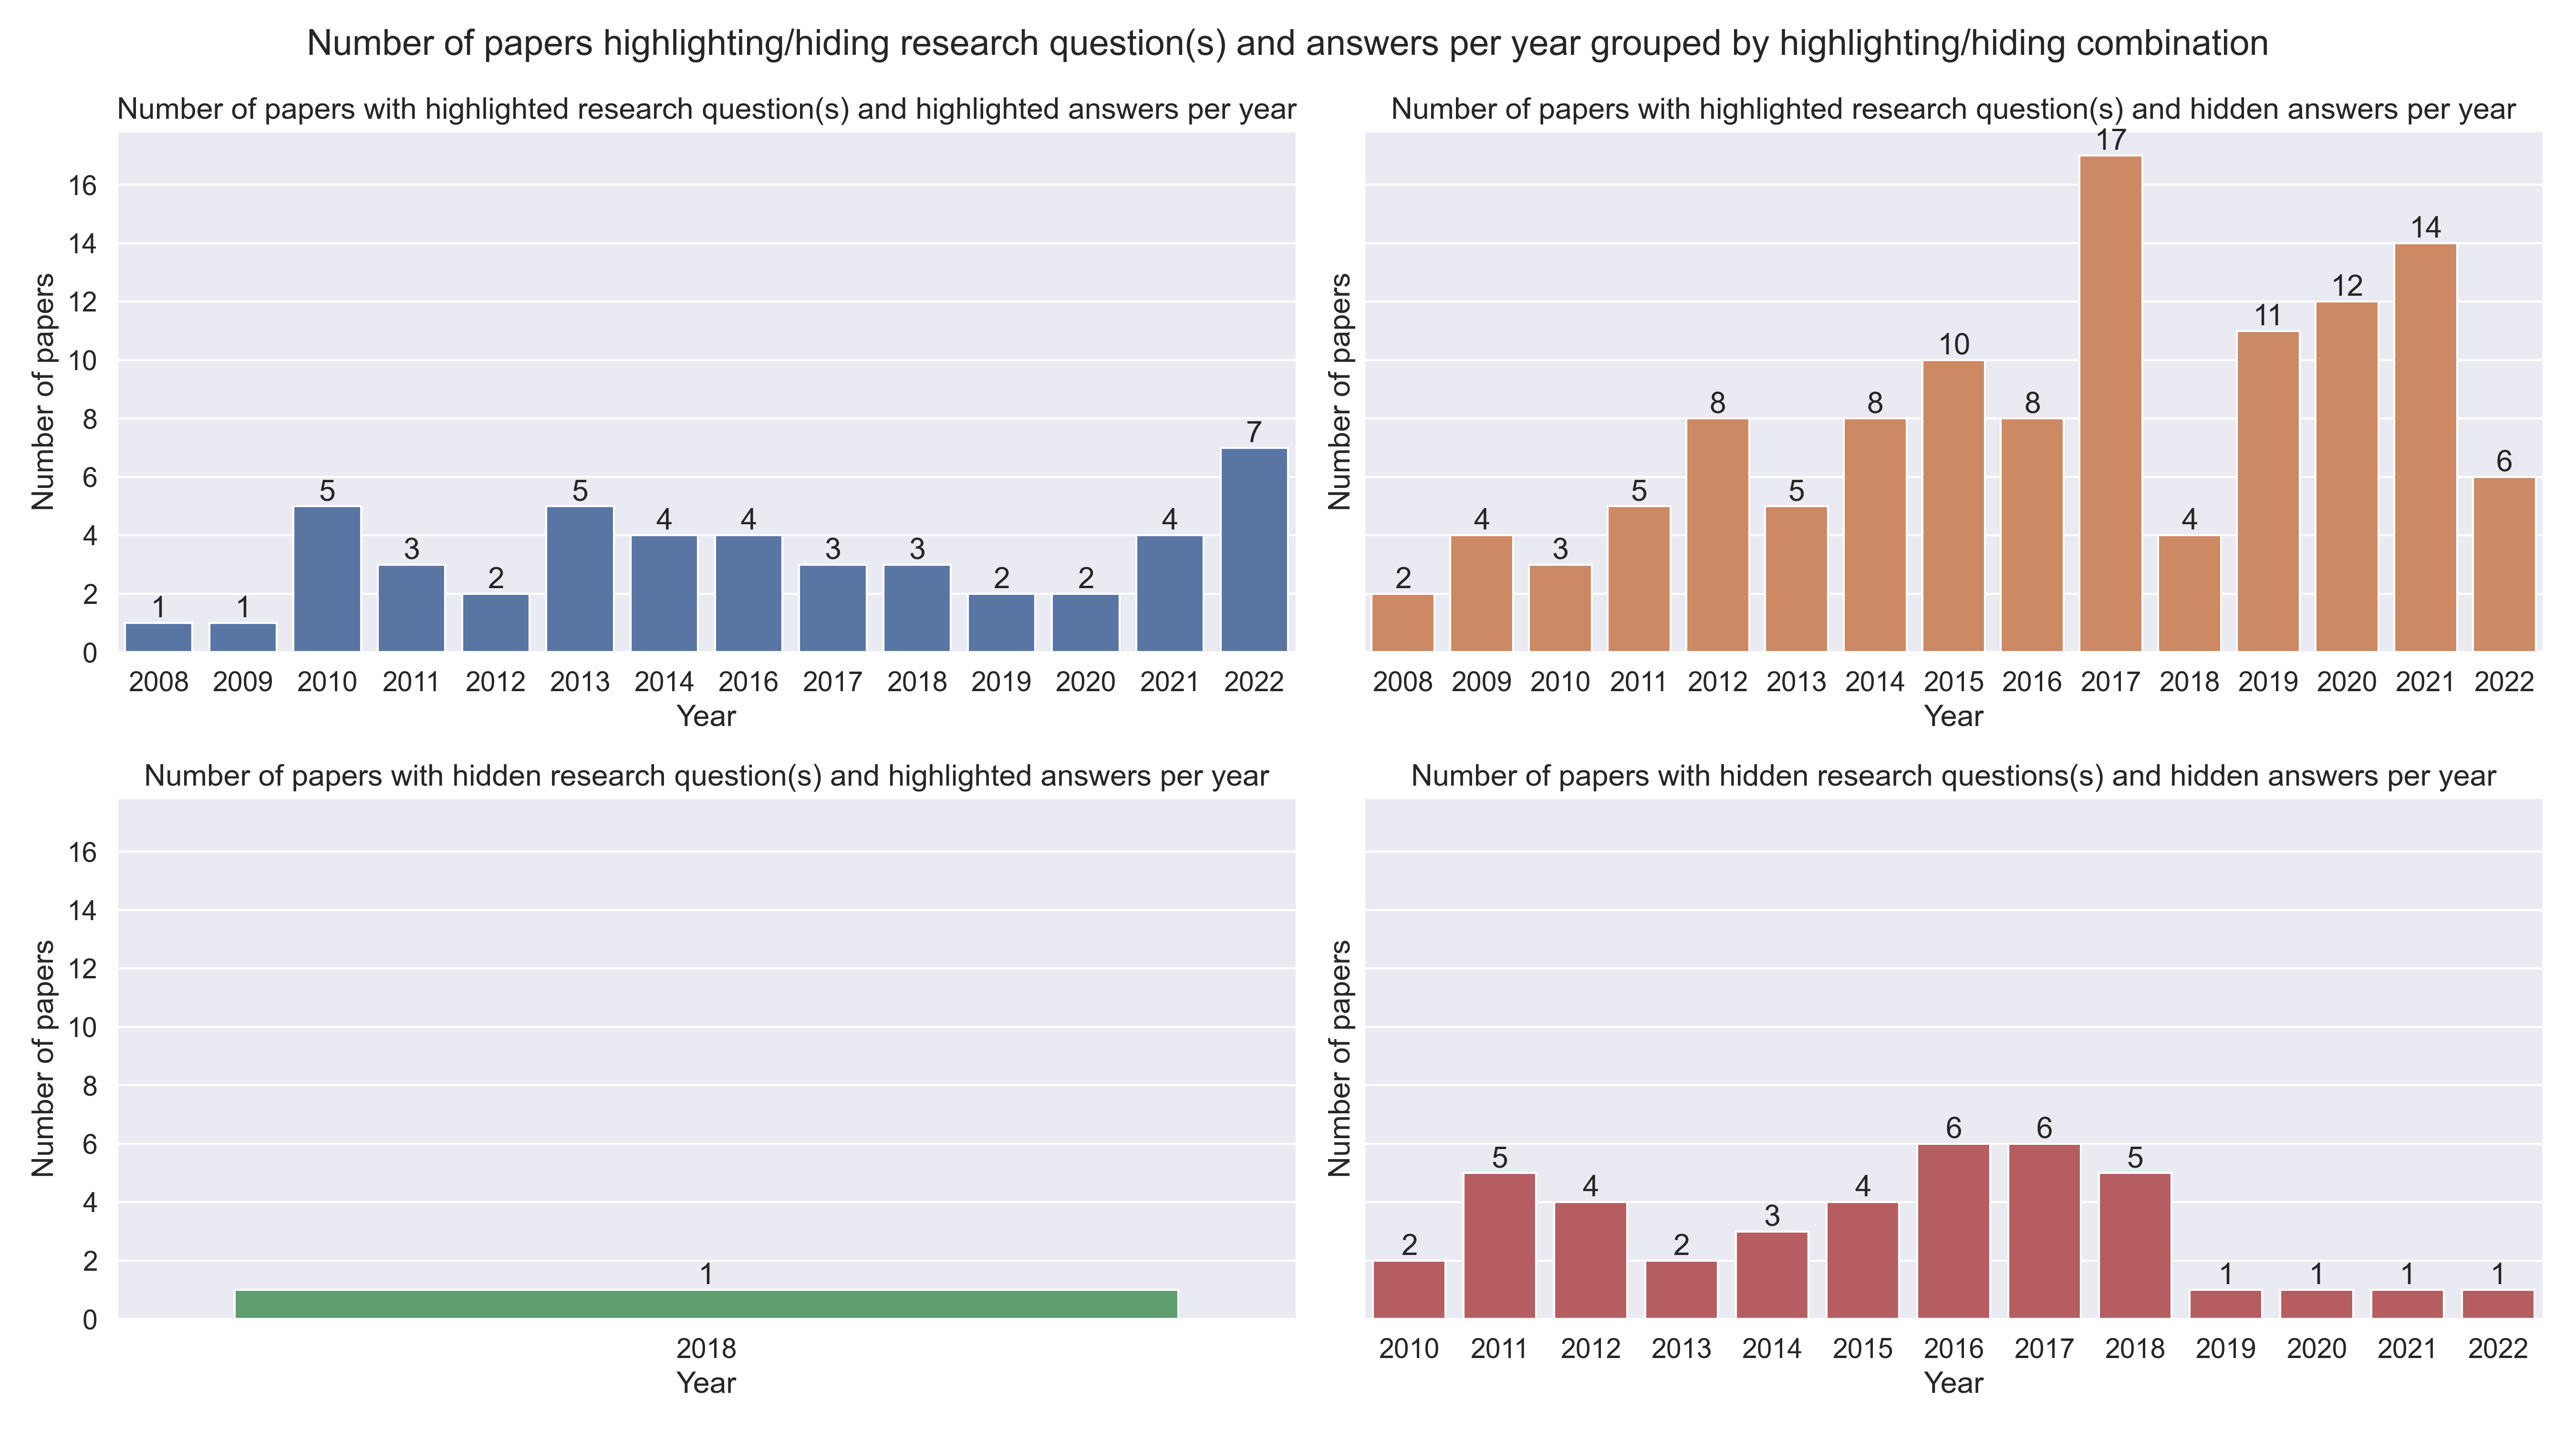 Number of papers highlighting/hiding research question(s) and answers per year grouped by highlighting/hiding combination
Number of papers with highlighted research question(s) and highlighted answers per year
Number of papers
16
14
12
10
8
6
4
2
0
1 1 5 3 2 5 4 4 3 3 2 2 4 7
2008 2009 2010 2011 2012 2013 2014 2016 2017 2018 2019 2020 2021 2022
Year
Number of papers with highlighted research question(s) and hidden answers per year
Number of papers
2 4 3 5 8 5 8 10 8 17 4 11 12 14 6
2008 2009 2010 2011 2012 2013 2014 2015 2016 2017 2018 2019 2020 2021 2022
Year
Number of papers with hidden research question(s) and highlighted answers per year
Number of papers
16
14
12
10
8
6
4
2
0
1
2018
Year
Number of papers with hidden research questions(s) and hidden answers per year
Number of papers
2 5 4 2 3 4 6 6 5 1 1 1 1
2010 2011 2012 2013 2014 2015 2016 2017 2018 2019 2020 2021 2022
Year